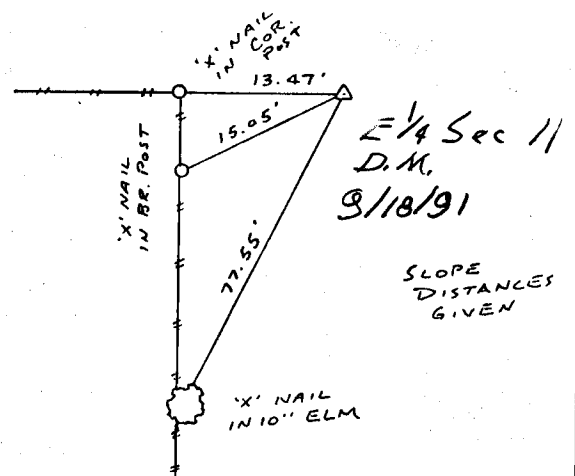 'X' NAIL
IN COR.
POST
13.47'
15.05'
77.55'
'X' NAIL
IN BR. POST
E 1/4 Sec 11
D.M.
9/18/91
SLOPE
DISTANCES
GIVEN
'X' NAIL
IN 10" ELM